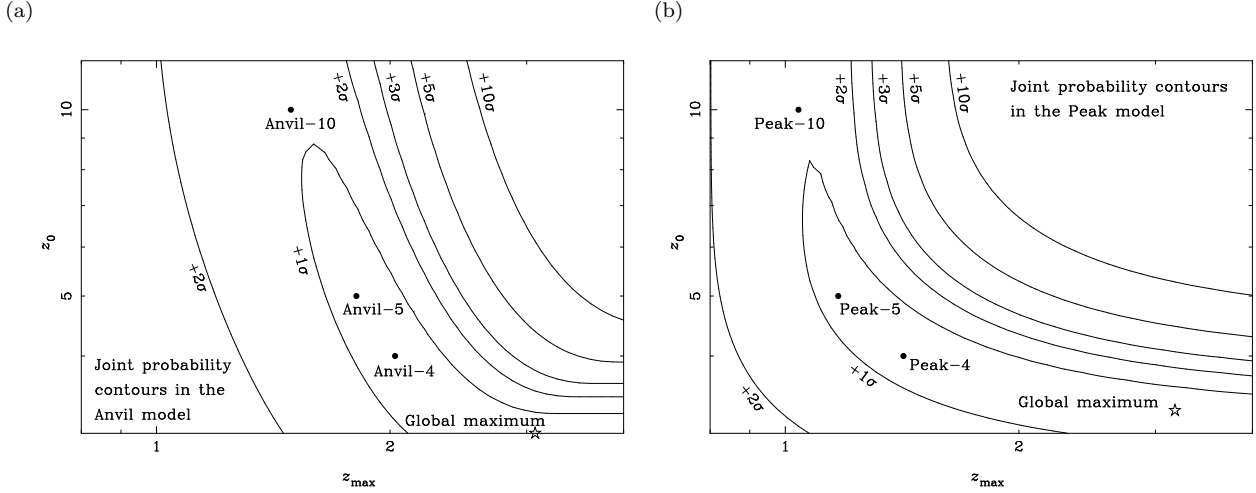 (a)
+2σ
+3σ
+5σ
+10σ
10
Anvil−10
z0
+1σ
+2σ
5
Anvil−5
Joint probability
contours in the
Anvil model
Anvil−4
Global maximum
1
2
zmax
(b)
+2σ
+3σ
+5σ
+10σ
Joint probability contours
in the Peak model
10
Peak−10
z0
5
Peak−5
Peak−4
+1σ
+2σ
Global maximum
1
2
zmax